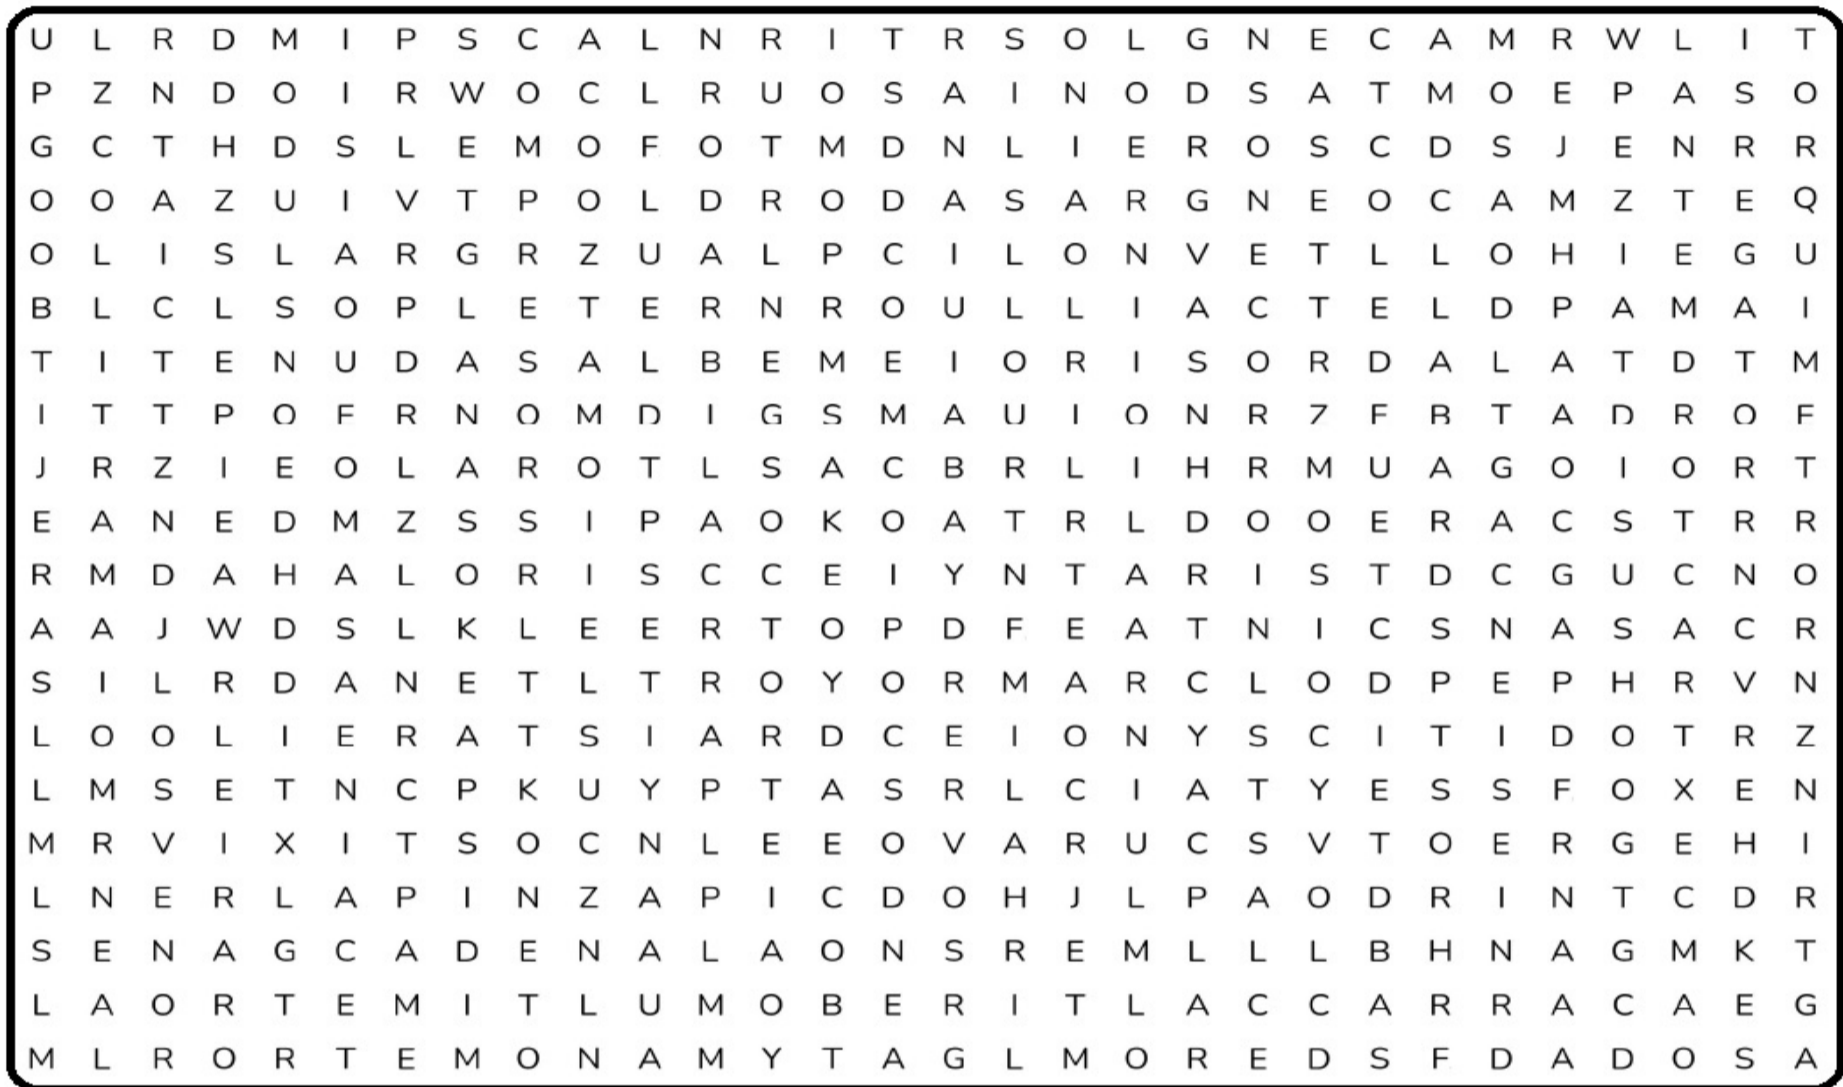 U L R D M I P S C A L N R I T R S O L G N E C A M R W L I T
P Z N D O I R W O C L R U O S A I N O D S A T M O E P A S O
G C T H D S L E M O F O T M D N L I E R O S C D S J E N R R
O O A Z U I V T P O L D R O D A S A R G N E O C A M Z T E Q
O L I S L A R G R Z U A L P C I L O N V E T L L O H I E G U
B L C L S O P L E T E R N R O U L L I A C T E L D P A M A I
T I T E N U D A S A L B E M E I O R I S O R D A L A T D T M
I T T P O F R N O M D I G S M A U I O N R Z F B T A D R O F
J R Z I E O L A R O T L S A C B R L I H R M U A G O I O R T
E A N E D M Z S S I P A O K O A T R L D O O E R A C S T R R
R M D A H A L O R I S C C E I Y N T A R I S T D C G U C N O
A A J W D S L K L E E R T O P D F E A T N I C S N A S A C R
S I L R D A N E T L T R O Y O R M A R C L O D P E P H R V N
L O O L I E R A T S I A R D C E I O N Y S C I T I D O T R Z
L M S E T N C P K U Y P T A S R L C I A T Y E S S F O X E N
M R V I X I T S O C N L E E O V A R U C S V T O E R G E H I
L N E R L A P I N Z A P I C D O H J L P A O D R I N T C D R
S E N A G C A D E N A L A O N S R E M L L L B H N A G M K T
L A O R T E M I T L U M O B E R I T L A C C A R R A C A E G
M L R O R T E M O N A M Y T A G L M O R E D S F D A D O S A